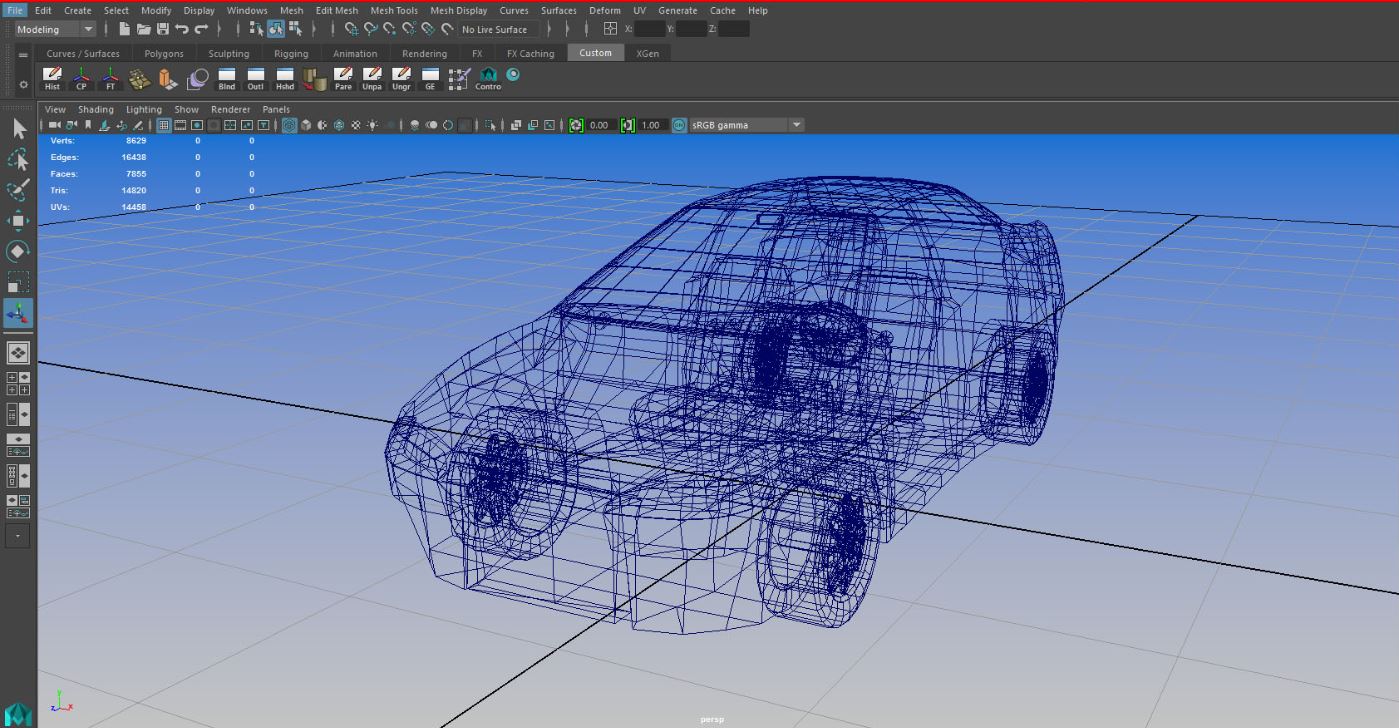 File Edit Create Select Modify Display Windows Mesh Edit Mesh Mesh Tools Mesh Display Curves Surfaces Deform UV Generate Cache Help
Modeling No Live Surface X: Y: Z:
Curves / Surfaces Polygons Sculpting Rigging Animation Rendering FX FX Caching Custom XGen
Hist CP FT Bind Outl Hshd Pare Unpa Ungr GE Contro
View Shading Lighting Show Renderer Panels
0.00 1.00 sRGB gamma
Verts: 8629 0 0
Edges: 16438 0 0
Faces: 7855 0 0
Tris: 14820 0 0
UVs: 14458 0 0
y
z x
persp